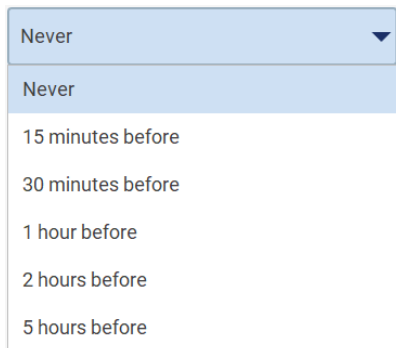 Never
Never
15 minutes before
30 minutes before
1 hour before
2 hours before
5 hours before